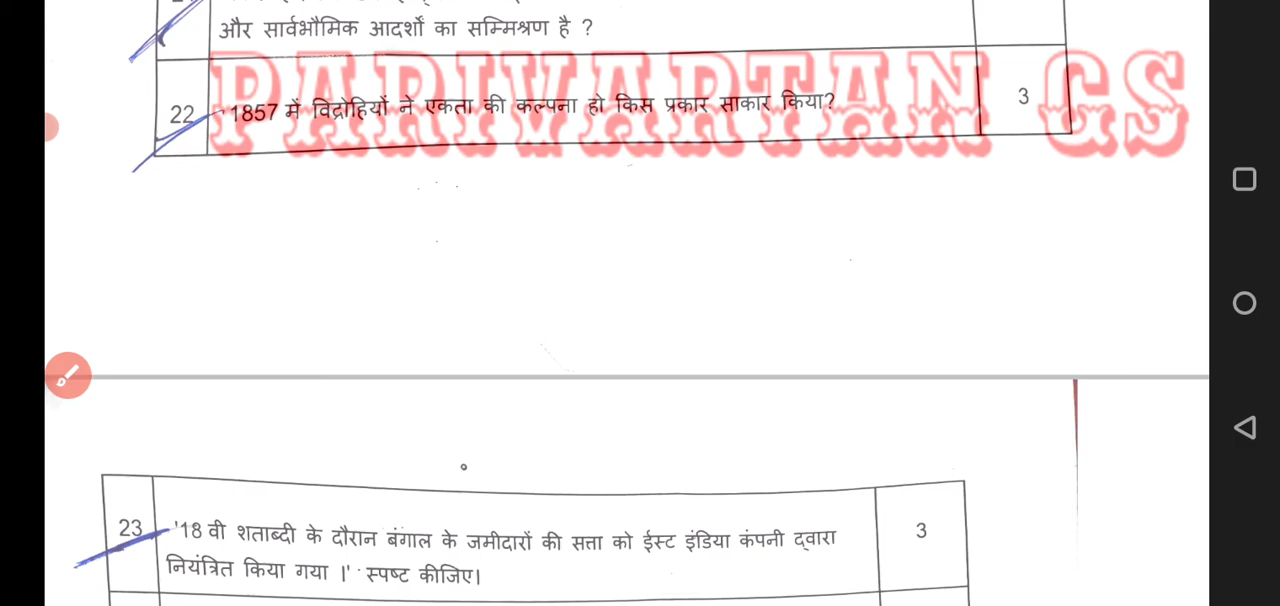 और सार्वभौमिक आदर्शों का सम्मिश्रण है ?
PARIVARTAN GS
22 '1857 में विद्रोहियों ने एकता की कल्पना हो किस प्रकार साकार किया? 3
23 '18 वी शताब्दी के दौरान बंगाल के जमीदारों की सत्ता को ईस्ट इंडिया कंपनी द्वारा 3
नियंत्रित किया गया ।' स्पष्ट कीजिए।